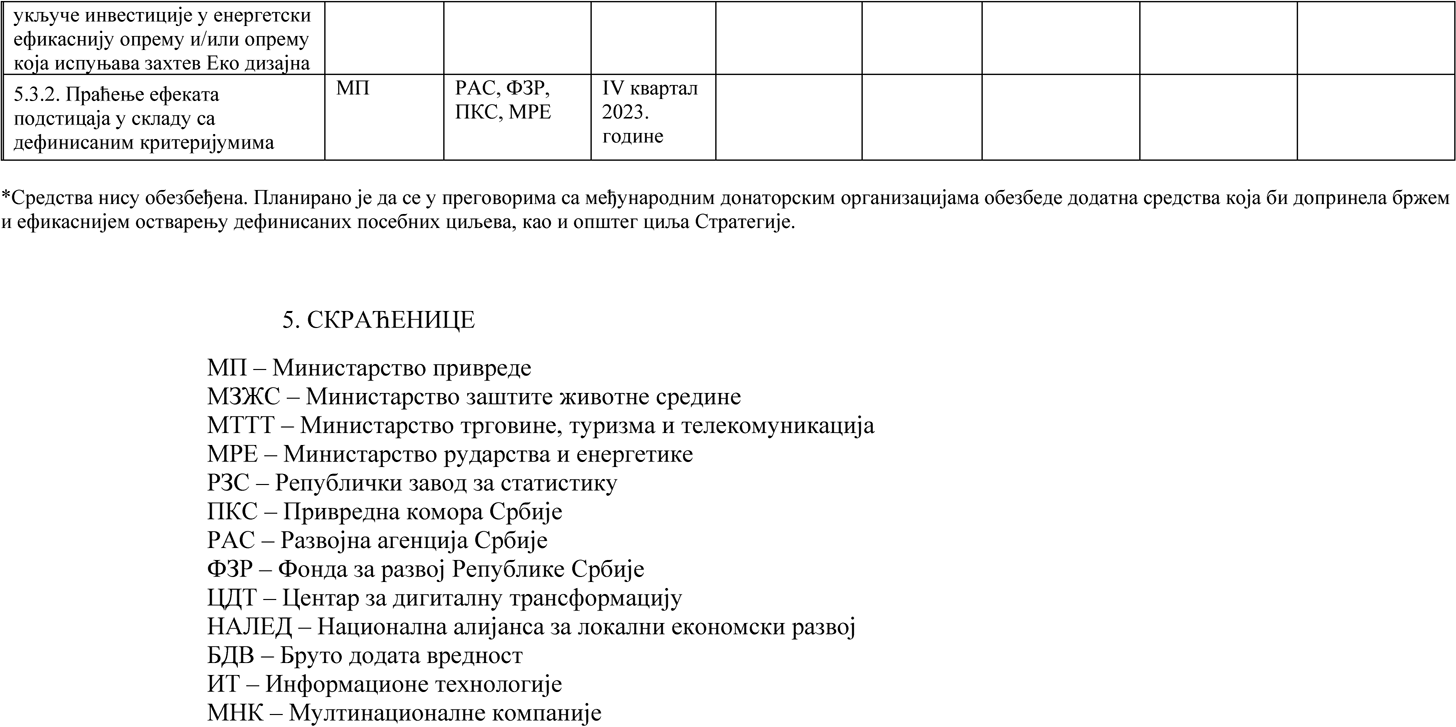 укључе инвестиције у енергетски
ефикаснију опрему и/или опрему
која испуњава захтев Еко дизајна
5.3.2. Праћење ефеката
подстицаја у складу са
дефинисаним критеријумима
МП
РАС, ФЗР,
ПКС, МРЕ
IV квартал
2023.
године
*Средства нису обезбеђена. Планирано је да се у преговорима са међународним донаторским организацијама обезбеде додатна средства која би допринела бржем
и ефикаснијем остварењу дефинисаних посебних циљева, као и општег циља Стратегије.
5. СКРАЋЕНИЦЕ
МП – Министарство привреде
МЗЖС – Министарство заштите животне средине
МТТТ – Министарство трговине, туризма и телекомуникација
МРЕ – Министарство рударства и енергетике
РЗС – Републички завод за статистику
ПКС – Привредна комора Србије
РАС – Развојна агенција Србије
ФЗР – Фонда за развој Републике Србије
ЦДТ – Центар за дигиталну трансформацију
НАЛЕД – Национална алијанса за локални економски развој
БДВ – Бруто додата вредност
ИТ – Информационе технологије
МНК – Мултинационалне компаније